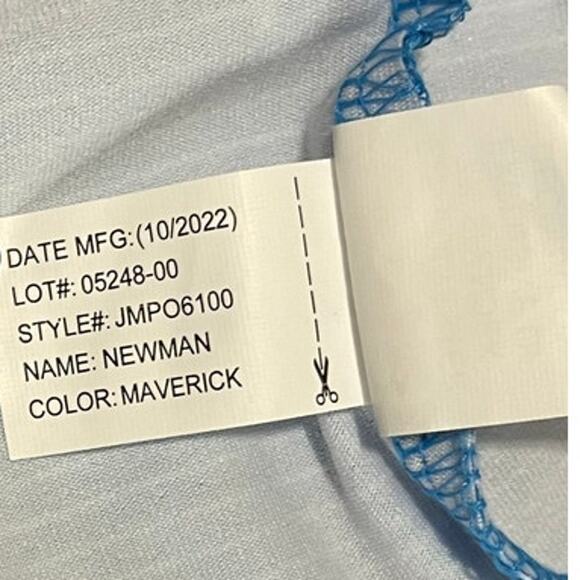 DATE MFG:(10/2022)
LOT#: 05248-00
STYLE#: JMPO6100
NAME: NEWMAN
COLOR: MAVERICK